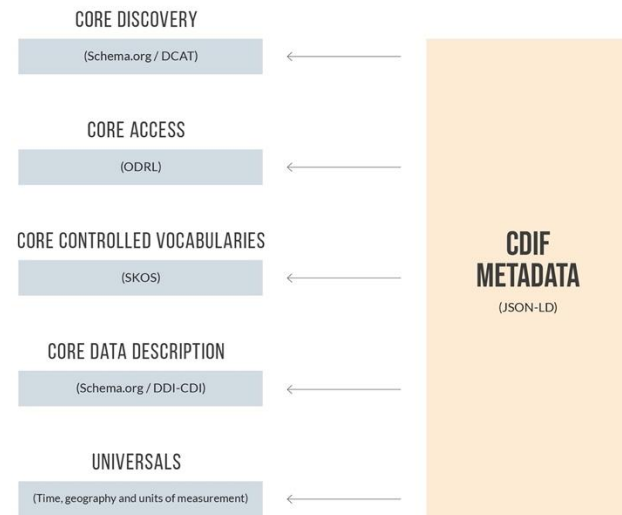 CORE DISCOVERY
(Schema.org / DCAT)
CORE ACCESS
(ODRL)
CORE CONTROLLED VOCABULARIES
(SKOS)
CORE DATA DESCRIPTION
(Schema.org / DDI-CDI)
UNIVERSALS
(Time, geography and units of measurement)
CDIF
METADATA
(JSON-LD)